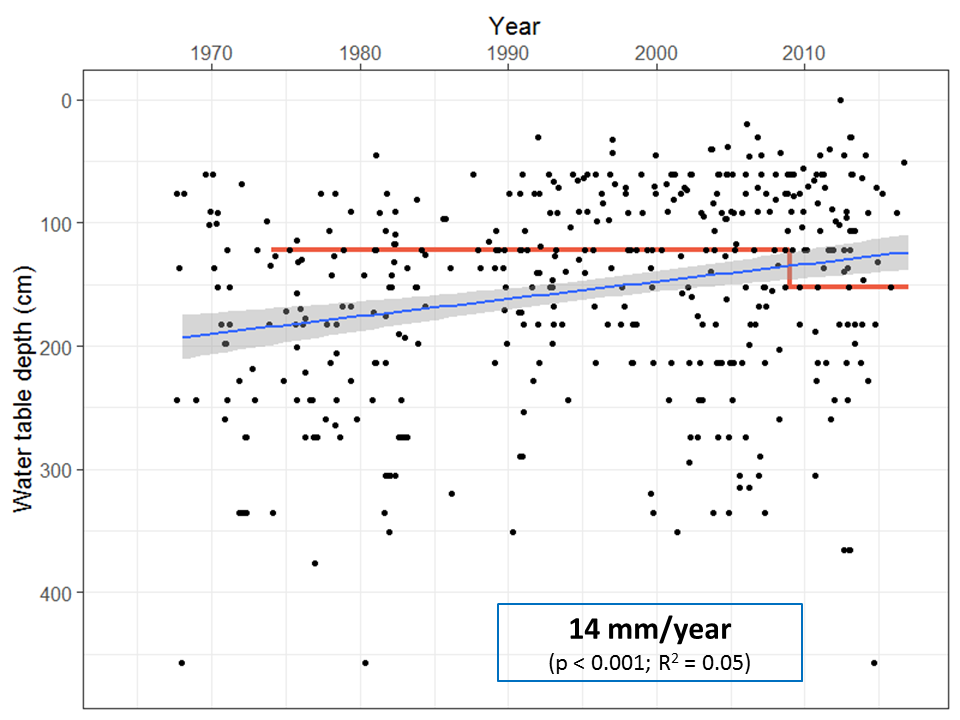 Year
1970 1980 1990 2000 2010
Water table depth (cm)
0
100
200
300
400
14 mm/year
(p < 0.001; R² = 0.05)